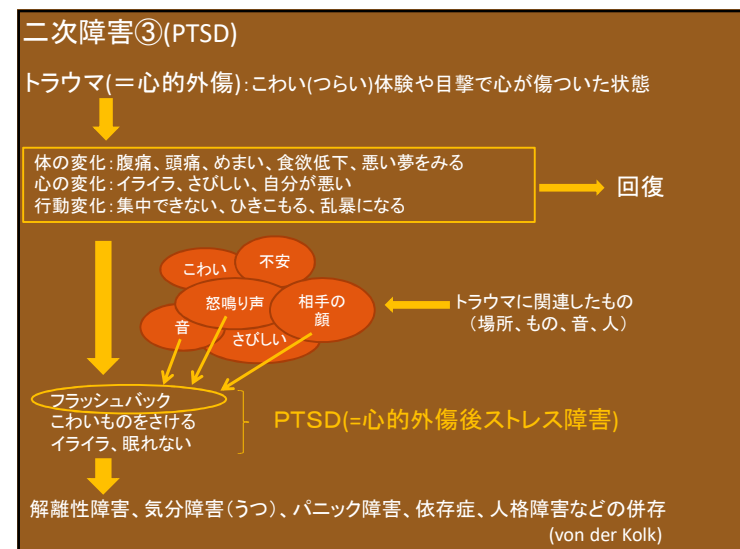 二次障害③(PTSD)
トラウマ(＝心的外傷):こわい(つらい)体験や目撃で心が傷ついた状態
体の変化:腹痛、頭痛、めまい、食欲低下、悪い夢をみる
心の変化:イライラ、さびしい、自分が悪い
行動変化:集中できない、ひきこもる、乱暴になる
回復
こわい
不安
怒鳴り声
相手の
顔
音
さびしい
トラウマに関連したもの
（場所、もの、音、人）
フラッシュバック
こわいものをさける
イライラ、眠れない
PTSD(=心的外傷後ストレス障害)
解離性障害、気分障害（うつ）、パニック障害、依存症、人格障害などの併存
(von der Kolk)